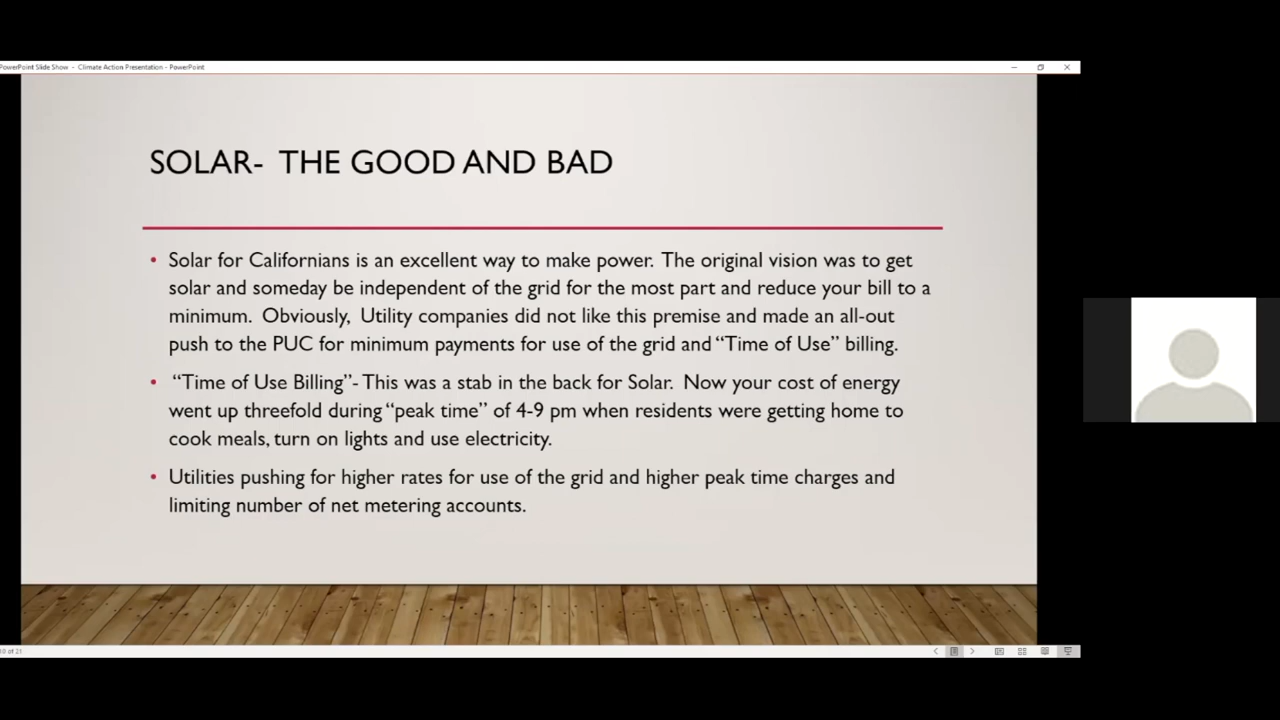 PowerPoint Slide Show - Climate Action Presentation - PowerPoint
SOLAR- THE GOOD AND BAD
• Solar for Californians is an excellent way to make power. The original vision was to get
solar and someday be independent of the grid for the most part and reduce your bill to a
minimum. Obviously, Utility companies did not like this premise and made an all-out
push to the PUC for minimum payments for use of the grid and “Time of Use” billing.
• “Time of Use Billing”- This was a stab in the back for Solar. Now your cost of energy
went up threefold during “peak time” of 4-9 pm when residents were getting home to
cook meals, turn on lights and use electricity.
• Utilities pushing for higher rates for use of the grid and higher peak time charges and
limiting number of net metering accounts.
of 21